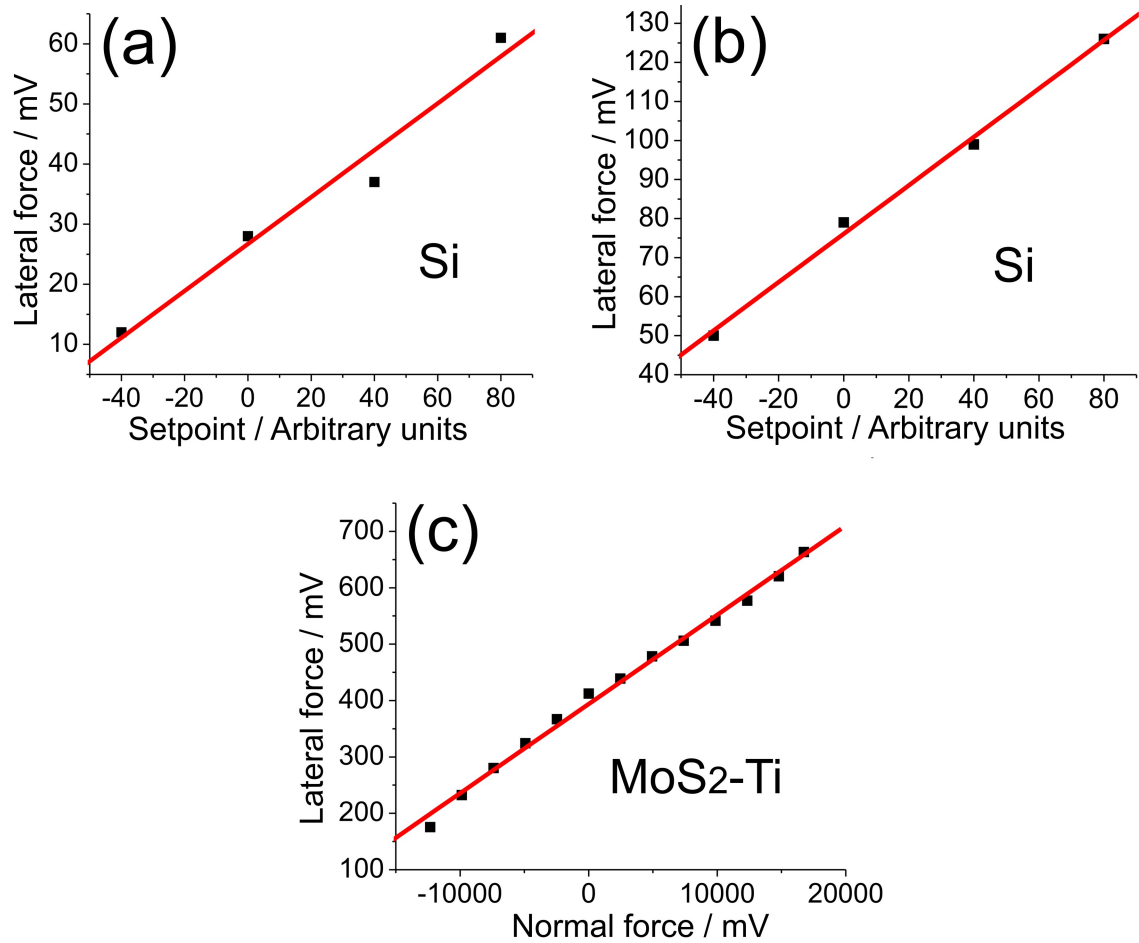 (a)
Lateral force / mV
60
50
40
30
20
10
Si
-40 -20 0 20 40 60 80
Setpoint / Arbitrary units
(b)
Lateral force / mV
130
120
110
100
90
80
70
60
50
40
Si
-40 0 40 80
Setpoint / Arbitrary units
(c)
Lateral force / mV
700
600
500
400
300
200
100
MoS2-Ti
-10000 0 10000 20000
Normal force / mV